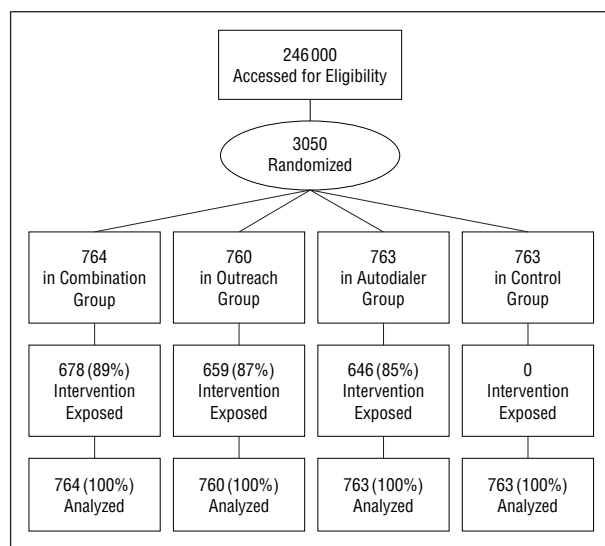 246 000
Accessed for Eligibility
3050
Randomized
764
in Combination
Group
760
in Outreach
Group
763
in Autodialer
Group
763
in Control
Group
678 (89%)
Intervention
Exposed
659 (87%)
Intervention
Exposed
646 (85%)
Intervention
Exposed
0
Intervention
Exposed
764 (100%)
Analyzed
760 (100%)
Analyzed
763 (100%)
Analyzed
763 (100%)
Analyzed